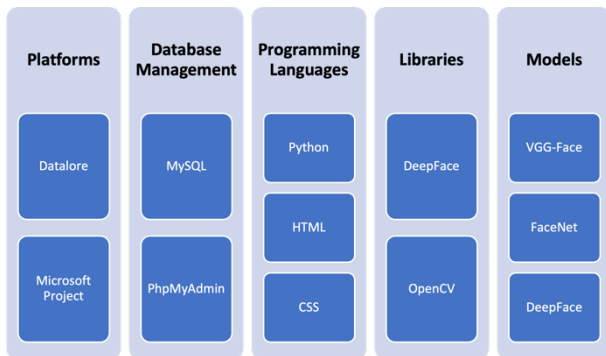 Platforms
Datalore
Microsoft
Project
Database
Management
MySQL
PhpMyAdmin
Programming
Languages
Python
HTML
CSS
Libraries
DeepFace
OpenCV
Models
VGG-Face
FaceNet
DeepFace